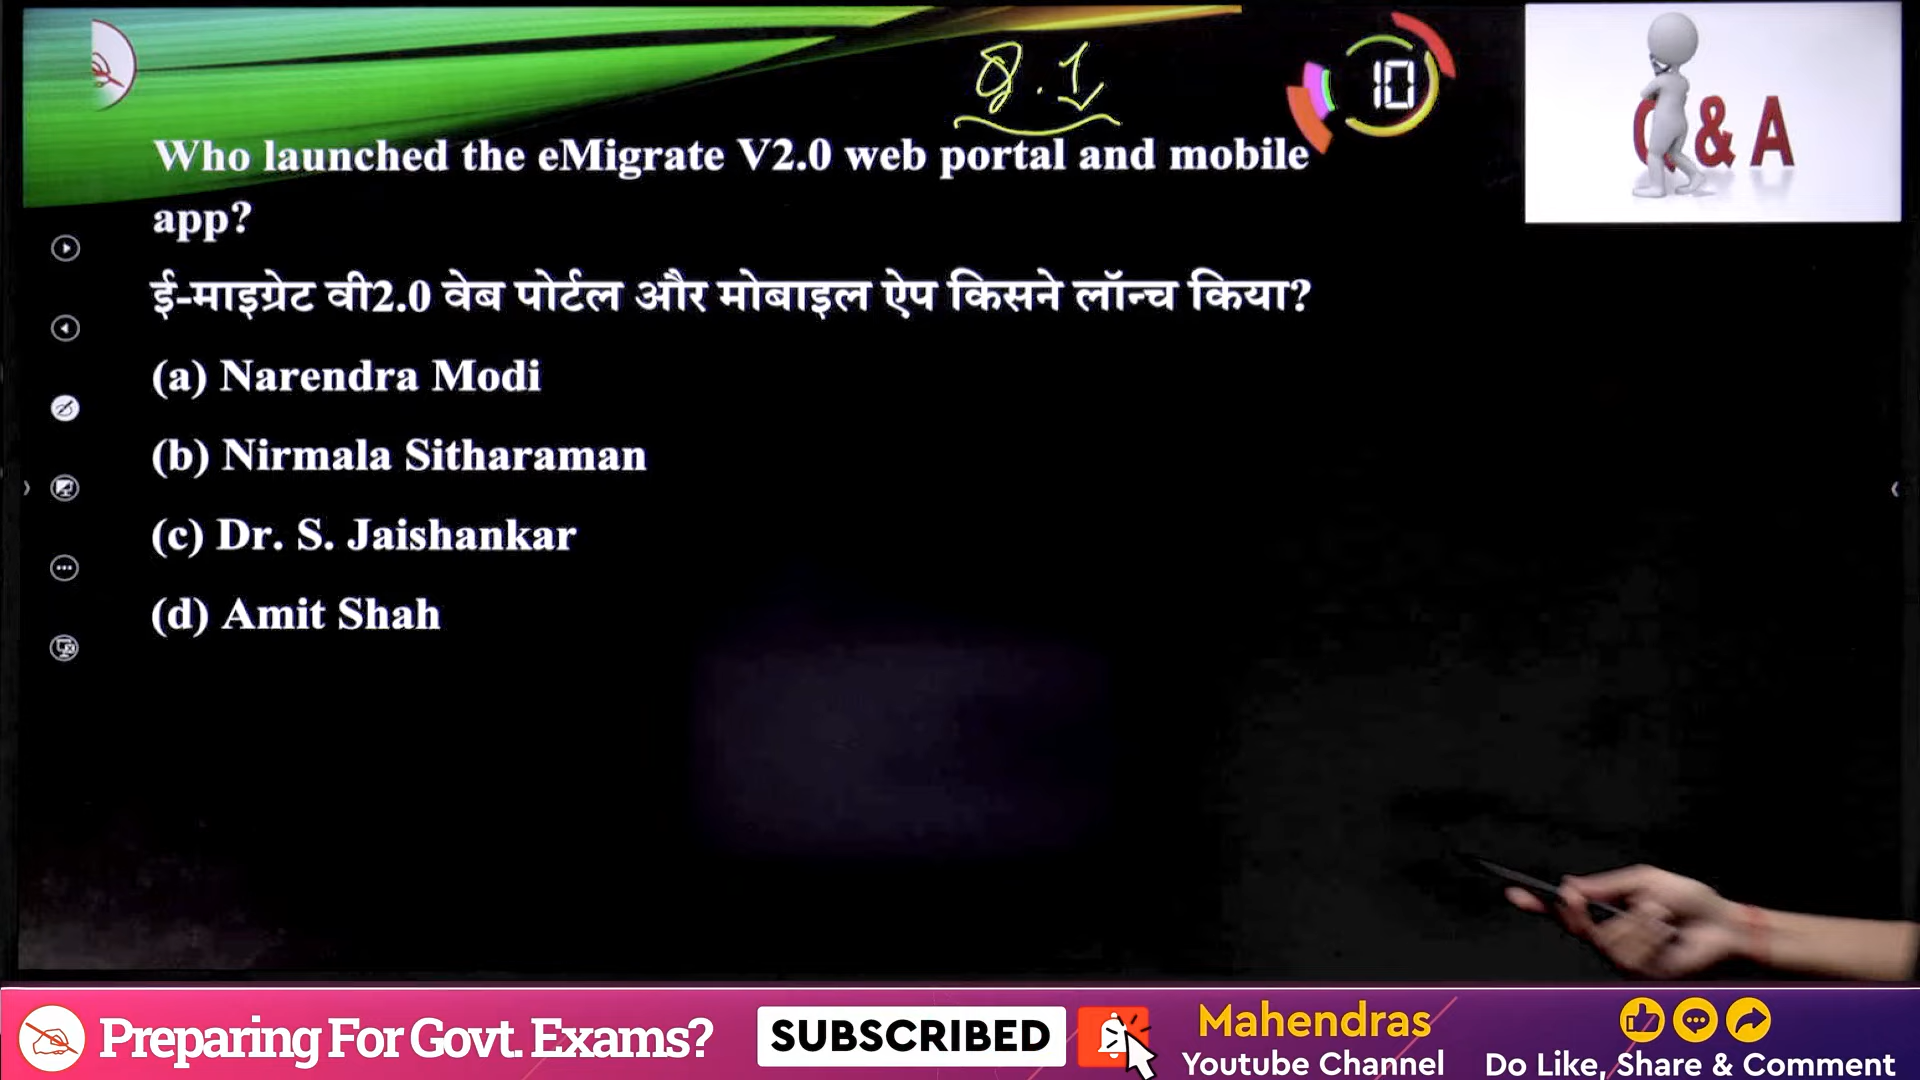 Q.1
10
Q & A
Who launched the eMigrate V2.0 web portal and mobile
app?
ई-माइग्रेट वी2.0 वेब पोर्टल और मोबाइल ऐप किसने लॉन्च किया?
(a) Narendra Modi
(b) Nirmala Sitharaman
(c) Dr. S. Jaishankar
(d) Amit Shah
Preparing For Govt. Exams?
SUBSCRIBED
Mahendras
Youtube Channel
Do Like, Share & Comment